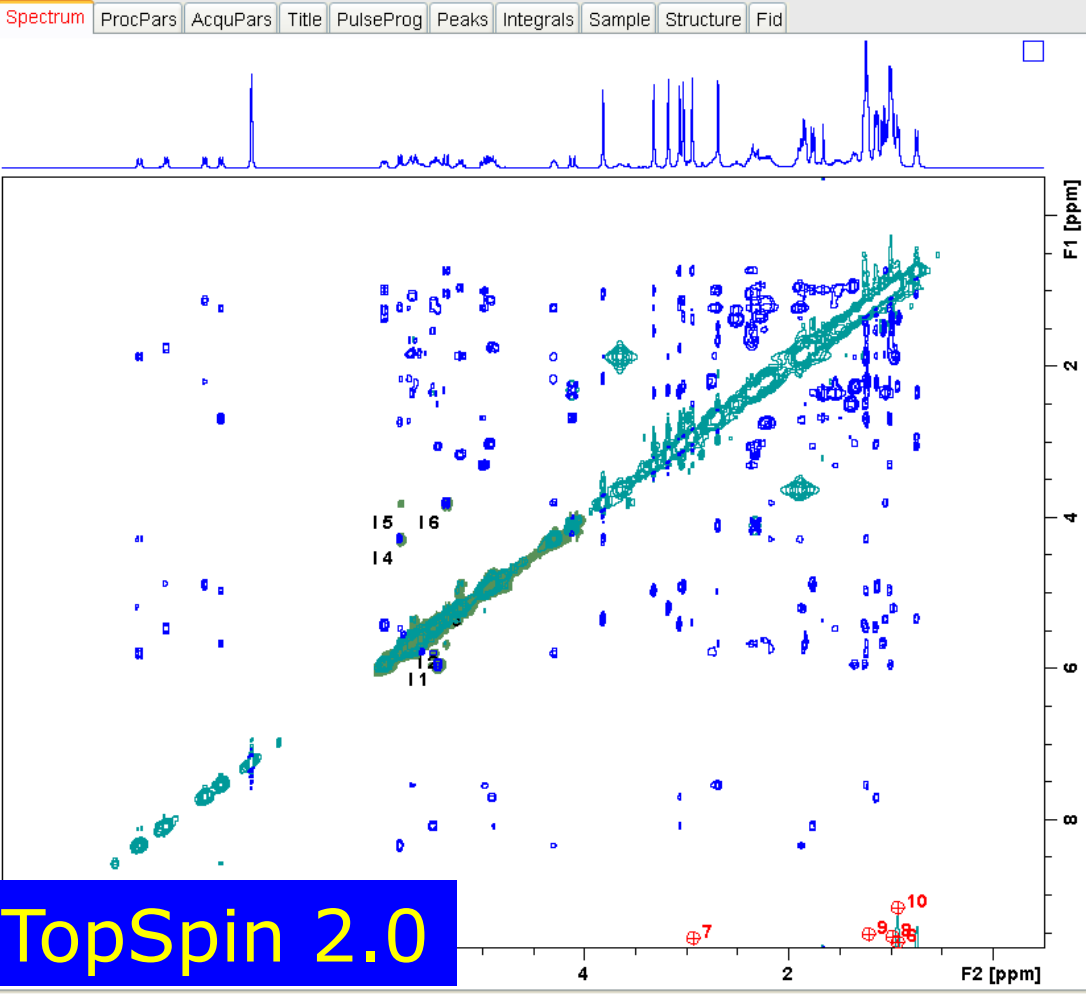 Spectrum ProcPars AcquPars Title PulseProg Peaks Integrals Sample Structure Fid
F1 [ppm]
2
I5 I6
4
I4
I2
6
I1
8
10
7 9 8 6
TopSpin 2.0
4 2 F2 [ppm]